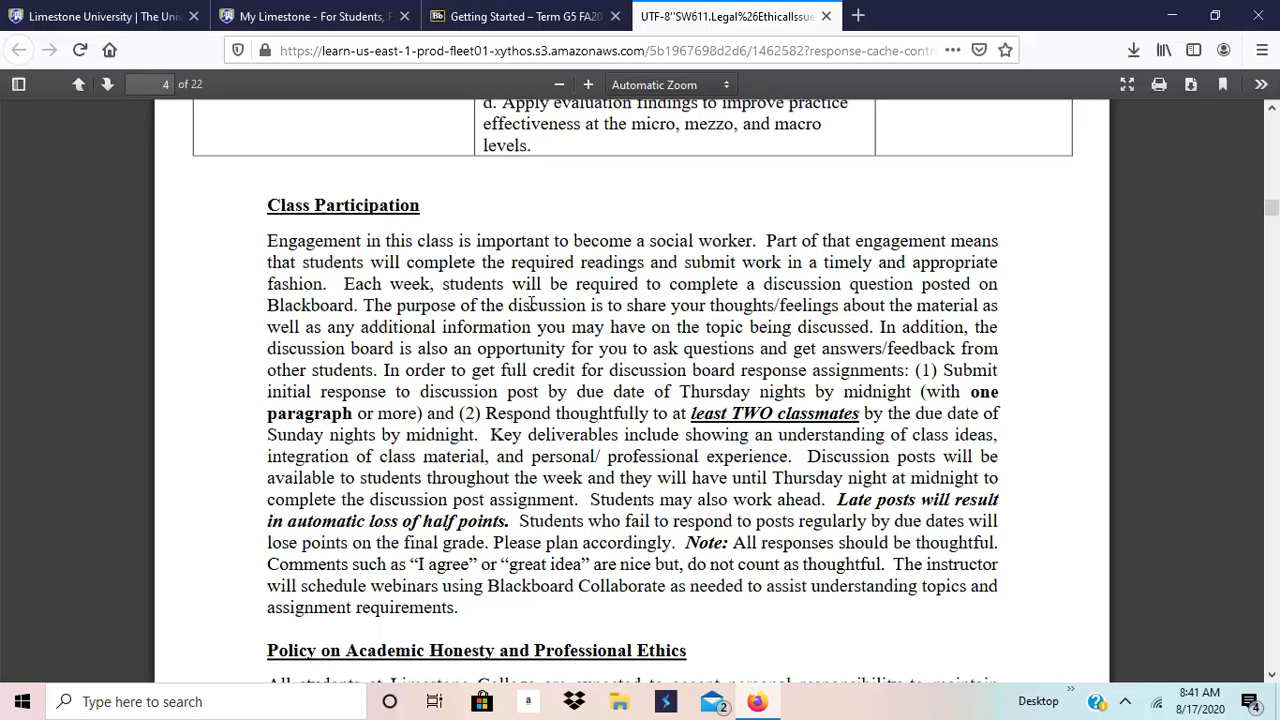 Limestone University | The Uni
My Limestone - For Students, F
Getting Started – Term G5 FA20
UTF-8''SW611.Legal%26EthicalIssue
https://learn-us-east-1-prod-fleet01-xythos.s3.amazonaws.com/5b1967698d2d6/1462582?response-cache-contr
4 of 22
Automatic Zoom
d. Apply evaluation findings to improve practice
effectiveness at the micro, mezzo, and macro
levels.
Class Participation
Engagement in this class is important to become a social worker.  Part of that engagement means
that students will complete the required readings and submit work in a timely and appropriate
fashion.  Each week, students will be required to complete a discussion question posted on
Blackboard. The purpose of the discussion is to share your thoughts/feelings about the material as
well as any additional information you may have on the topic being discussed. In addition, the
discussion board is also an opportunity for you to ask questions and get answers/feedback from
other students. In order to get full credit for discussion board response assignments: (1) Submit
initial response to discussion post by due date of Thursday nights by midnight (with one
paragraph or more) and (2) Respond thoughtfully to at least TWO classmates by the due date of
Sunday nights by midnight.  Key deliverables include showing an understanding of class ideas,
integration of class material, and personal/ professional experience.  Discussion posts will be
available to students throughout the week and they will have until Thursday night at midnight to
complete the discussion post assignment.  Students may also work ahead.  Late posts will result
in automatic loss of half points.  Students who fail to respond to posts regularly by due dates will
lose points on the final grade. Please plan accordingly.  Note: All responses should be thoughtful.
Comments such as “I agree” or “great idea” are nice but, do not count as thoughtful.  The instructor
will schedule webinars using Blackboard Collaborate as needed to assist understanding topics and
assignment requirements.
Policy on Academic Honesty and Professional Ethics
Type here to search
a
2
Desktop
8:41 AM
8/17/2020
4